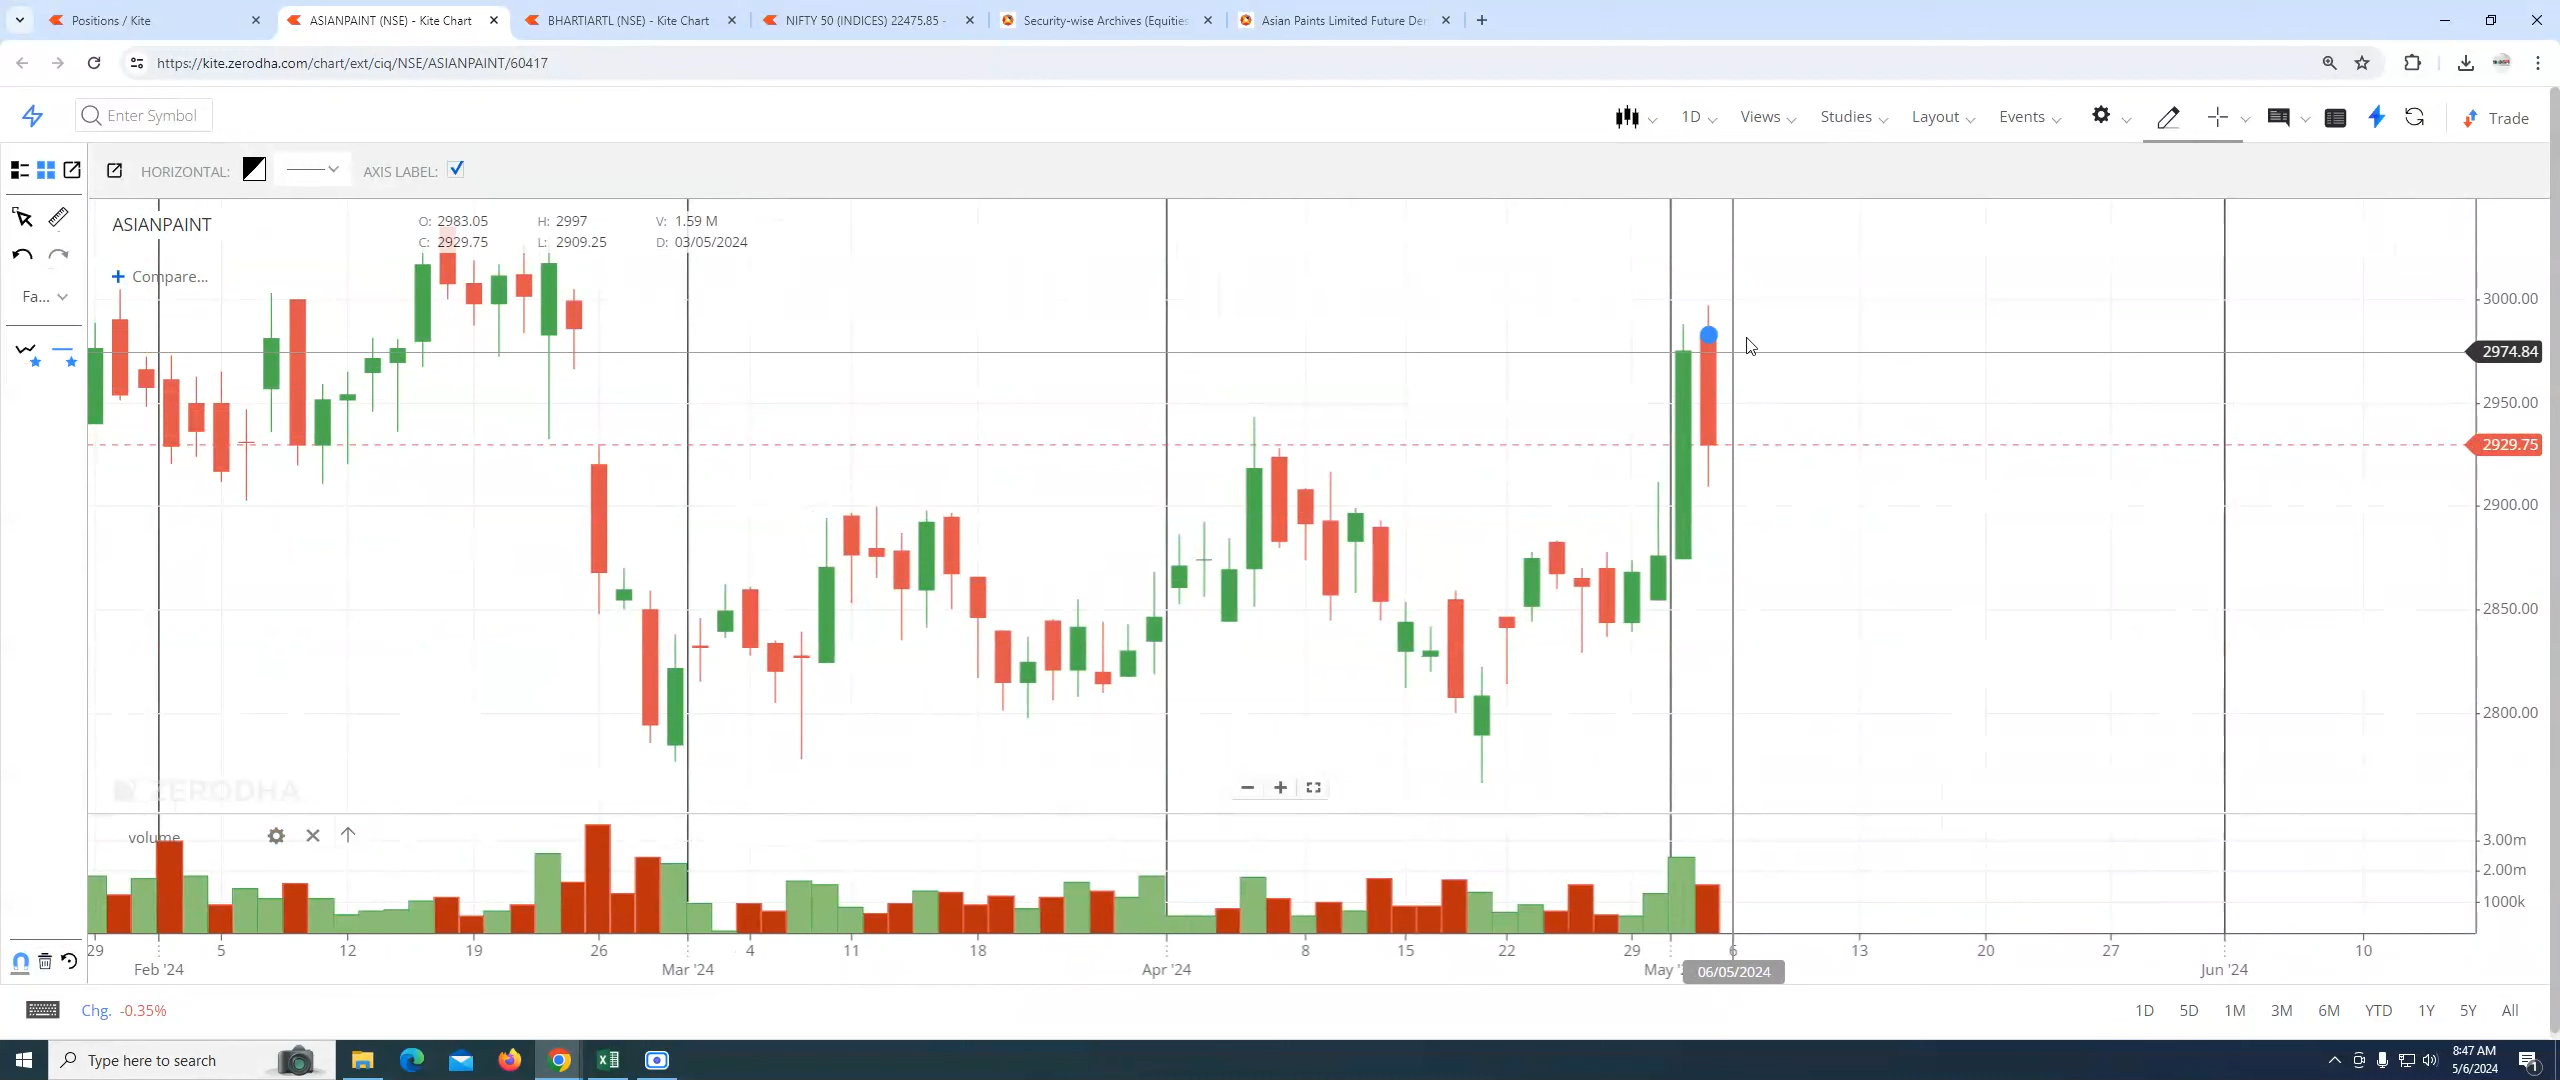 Positions / Kite
ASIANPAINT (NSE) - Kite Chart
BHARTIARTL (NSE) - Kite Chart
NIFTY 50 (INDICES) 22475.85 -
Security-wise Archives (Equities
Asian Paints Limited Future Der
https://kite.zerodha.com/chart/ext/ciq/NSE/ASIANPAINT/60417
Enter Symbol
1D
Views
Studies
Layout
Events
Trade
HORIZONTAL:
AXIS LABEL:
Fa...
ASIANPAINT
O: 2983.05 H: 2997 V: 1.59 M
C: 2929.75 L: 2909.25 D: 03/05/2024
+ Compare...
3000.00
2974.84
2950.00
2929.75
2900.00
2850.00
2800.00
ZERODHA
volume
3.00m
2.00m
1000k
29 5 12 19 26 4 11 18 8 15 22 29 6 13 20 27 10
Feb '24 Mar '24 Apr '24 May 06/05/2024 Jun '24
Chg. -0.35%
1D 5D 1M 3M 6M YTD 1Y 5Y All
Type here to search
8:47 AM
5/6/2024
1